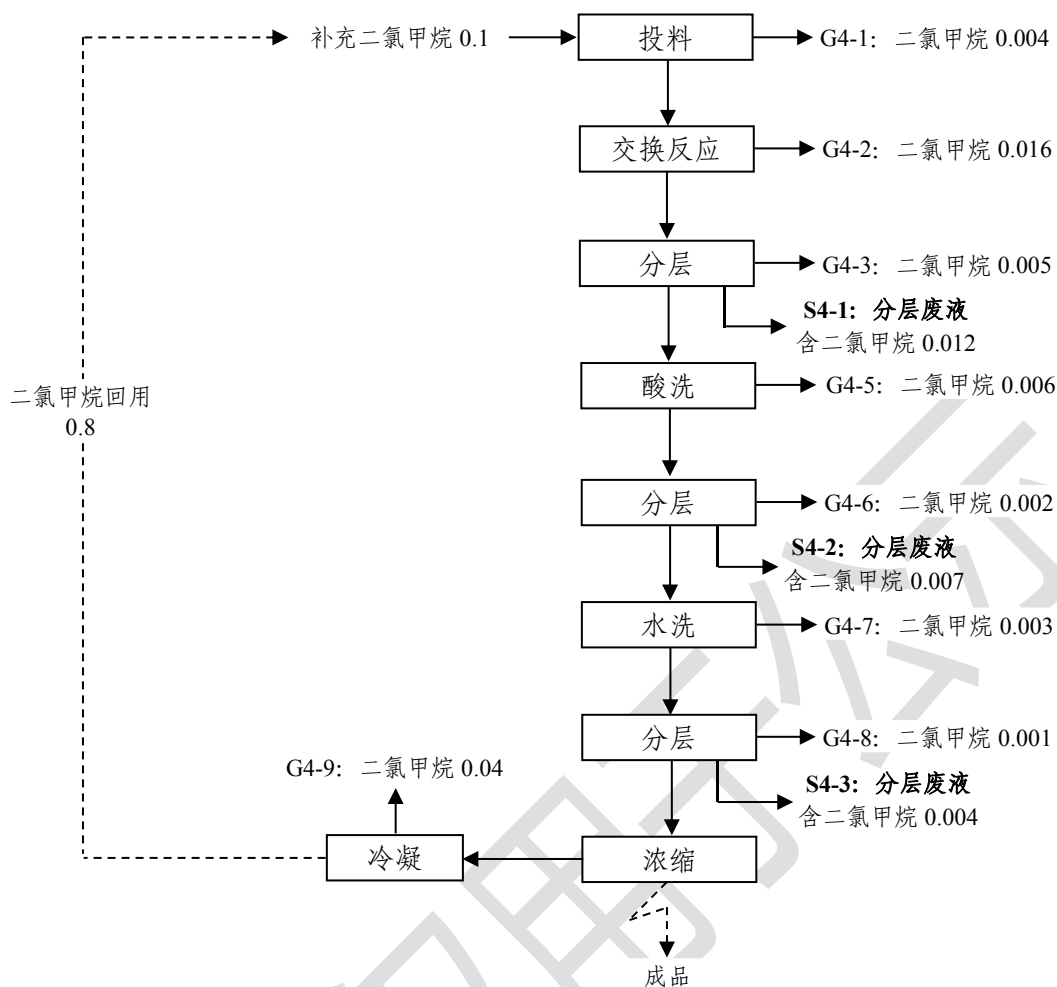 补充二氯甲烷 0.1
投料
G4-1： 二氯甲烷 0.004
交换反应
G4-2： 二氯甲烷 0.016
分层
G4-3： 二氯甲烷 0.005
S4-1：分层废液
含二氯甲烷 0.012
酸洗
G4-5： 二氯甲烷 0.006
二氯甲烷回用
0.8
分层
G4-6： 二氯甲烷 0.002
S4-2：分层废液
含二氯甲烷 0.007
水洗
G4-7： 二氯甲烷 0.003
分层
G4-8： 二氯甲烷 0.001
G4-9： 二氯甲烷 0.04
S4-3：分层废液
含二氯甲烷 0.004
冷凝
浓缩
成品